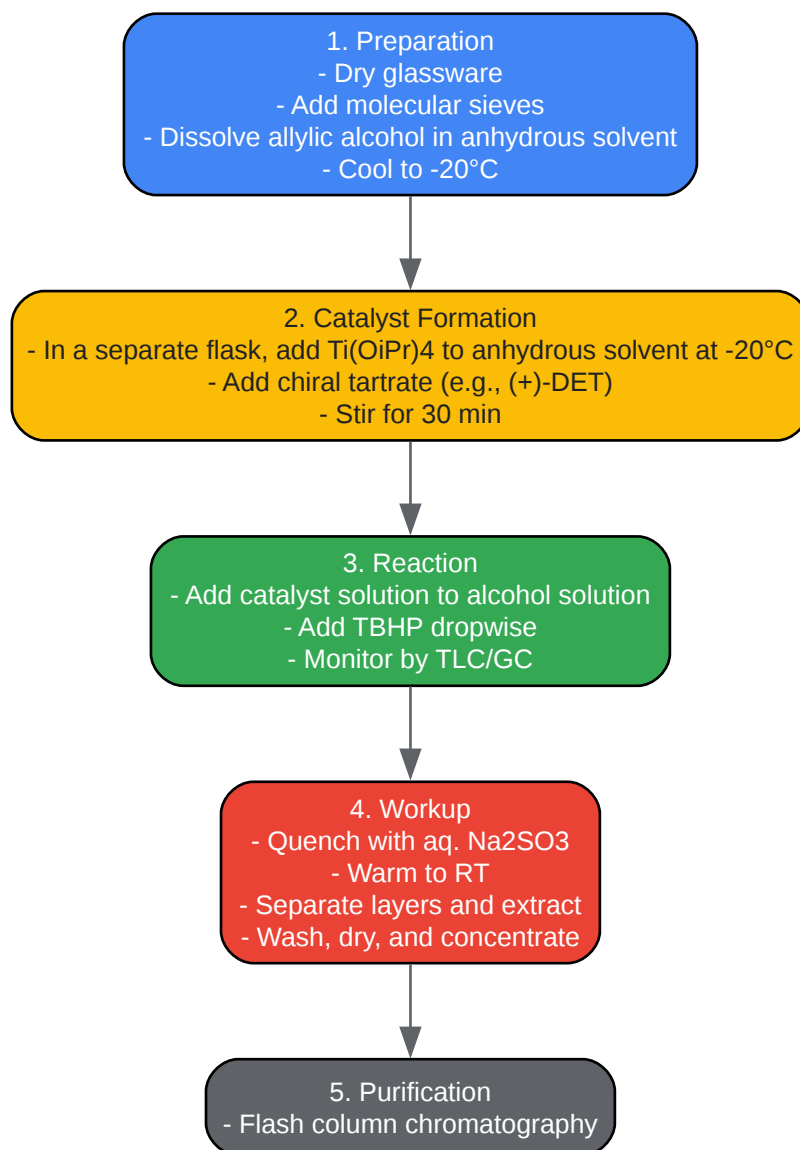 1. Preparation
- Dry glassware
- Add molecular sieves
- Dissolve allylic alcohol in anhydrous solvent
- Cool to -20°C
2. Catalyst Formation
- In a separate flask, add Ti(OiPr)4 to anhydrous solvent at -20°C
- Add chiral tartrate (e.g., (+)-DET)
- Stir for 30 min
3. Reaction
- Add catalyst solution to alcohol solution
- Add TBHP dropwise
- Monitor by TLC/GC
4. Workup
- Quench with aq. Na2SO3
- Warm to RT
- Separate layers and extract
- Wash, dry, and concentrate
5. Purification
- Flash column chromatography